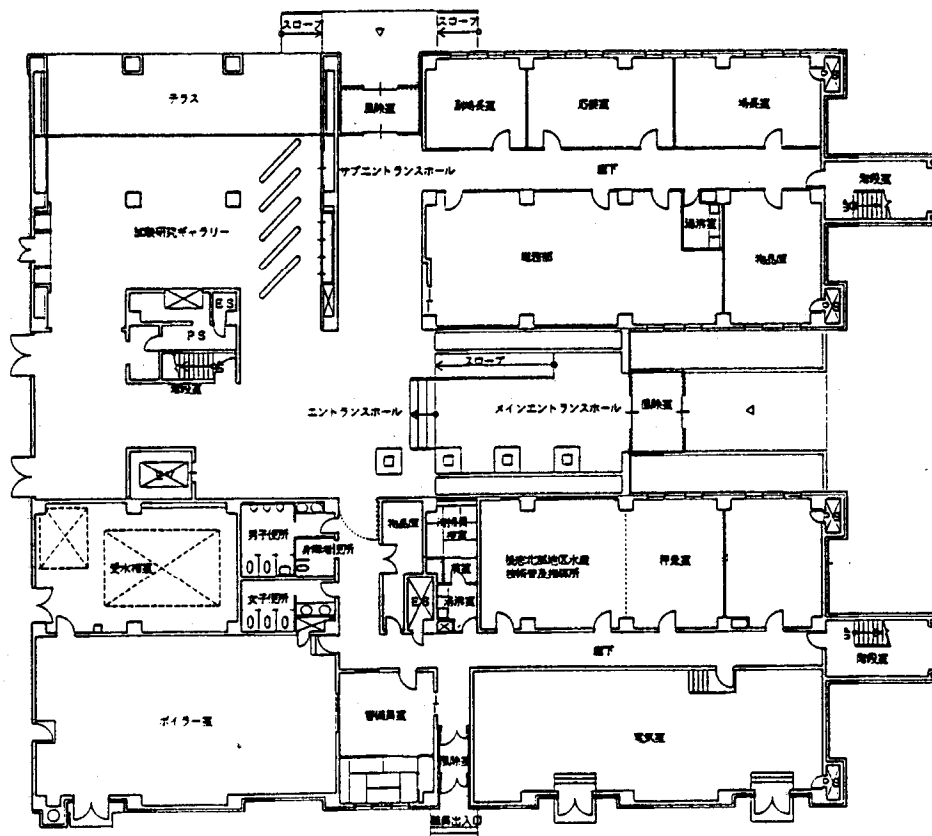 スロープ
スロープ
テラス
風除室
副場長室
応接室
場長室
サブエントランスホール
廊下
階段室
試験研究ギャラリー
湯沸室
総務部
物品庫
ES
PS
階段室
スロープ
エントランスホール
メインエントランスホール
風除室
物品庫
男子便所
身障者便所
受水槽室
湯沸室
女子便所
ES
廊下
階段室
ボイラー室
警備員室
電気室
風除室
職員出入口